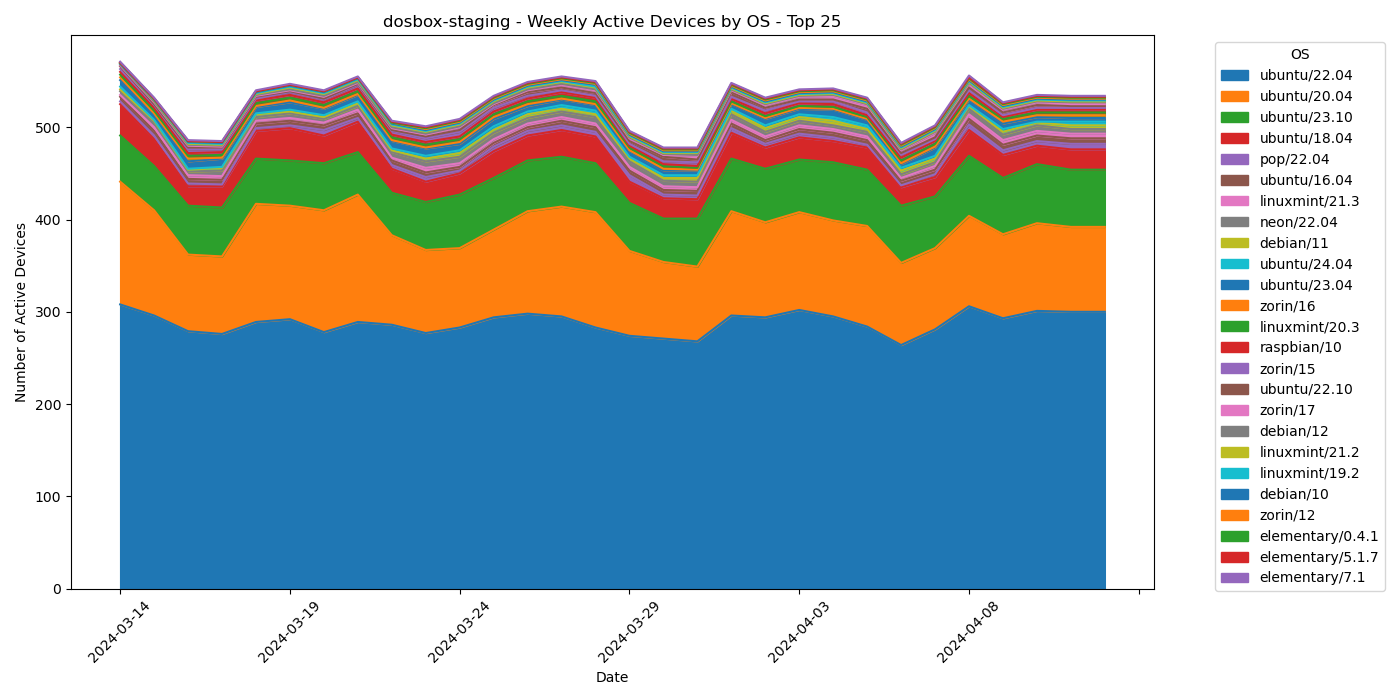 dosbox-staging - Weekly Active Devices by OS - Top 25
Number of Active Devices
500
400
300
200
100
0
2024-03-14
2024-03-19
2024-03-24
2024-03-29
2024-04-03
2024-04-08
Date
OS
ubuntu/22.04
ubuntu/20.04
ubuntu/23.10
ubuntu/18.04
pop/22.04
ubuntu/16.04
linuxmint/21.3
neon/22.04
debian/11
ubuntu/24.04
ubuntu/23.04
zorin/16
linuxmint/20.3
raspbian/10
zorin/15
ubuntu/22.10
zorin/17
debian/12
linuxmint/21.2
linuxmint/19.2
debian/10
zorin/12
elementary/0.4.1
elementary/5.1.7
elementary/7.1